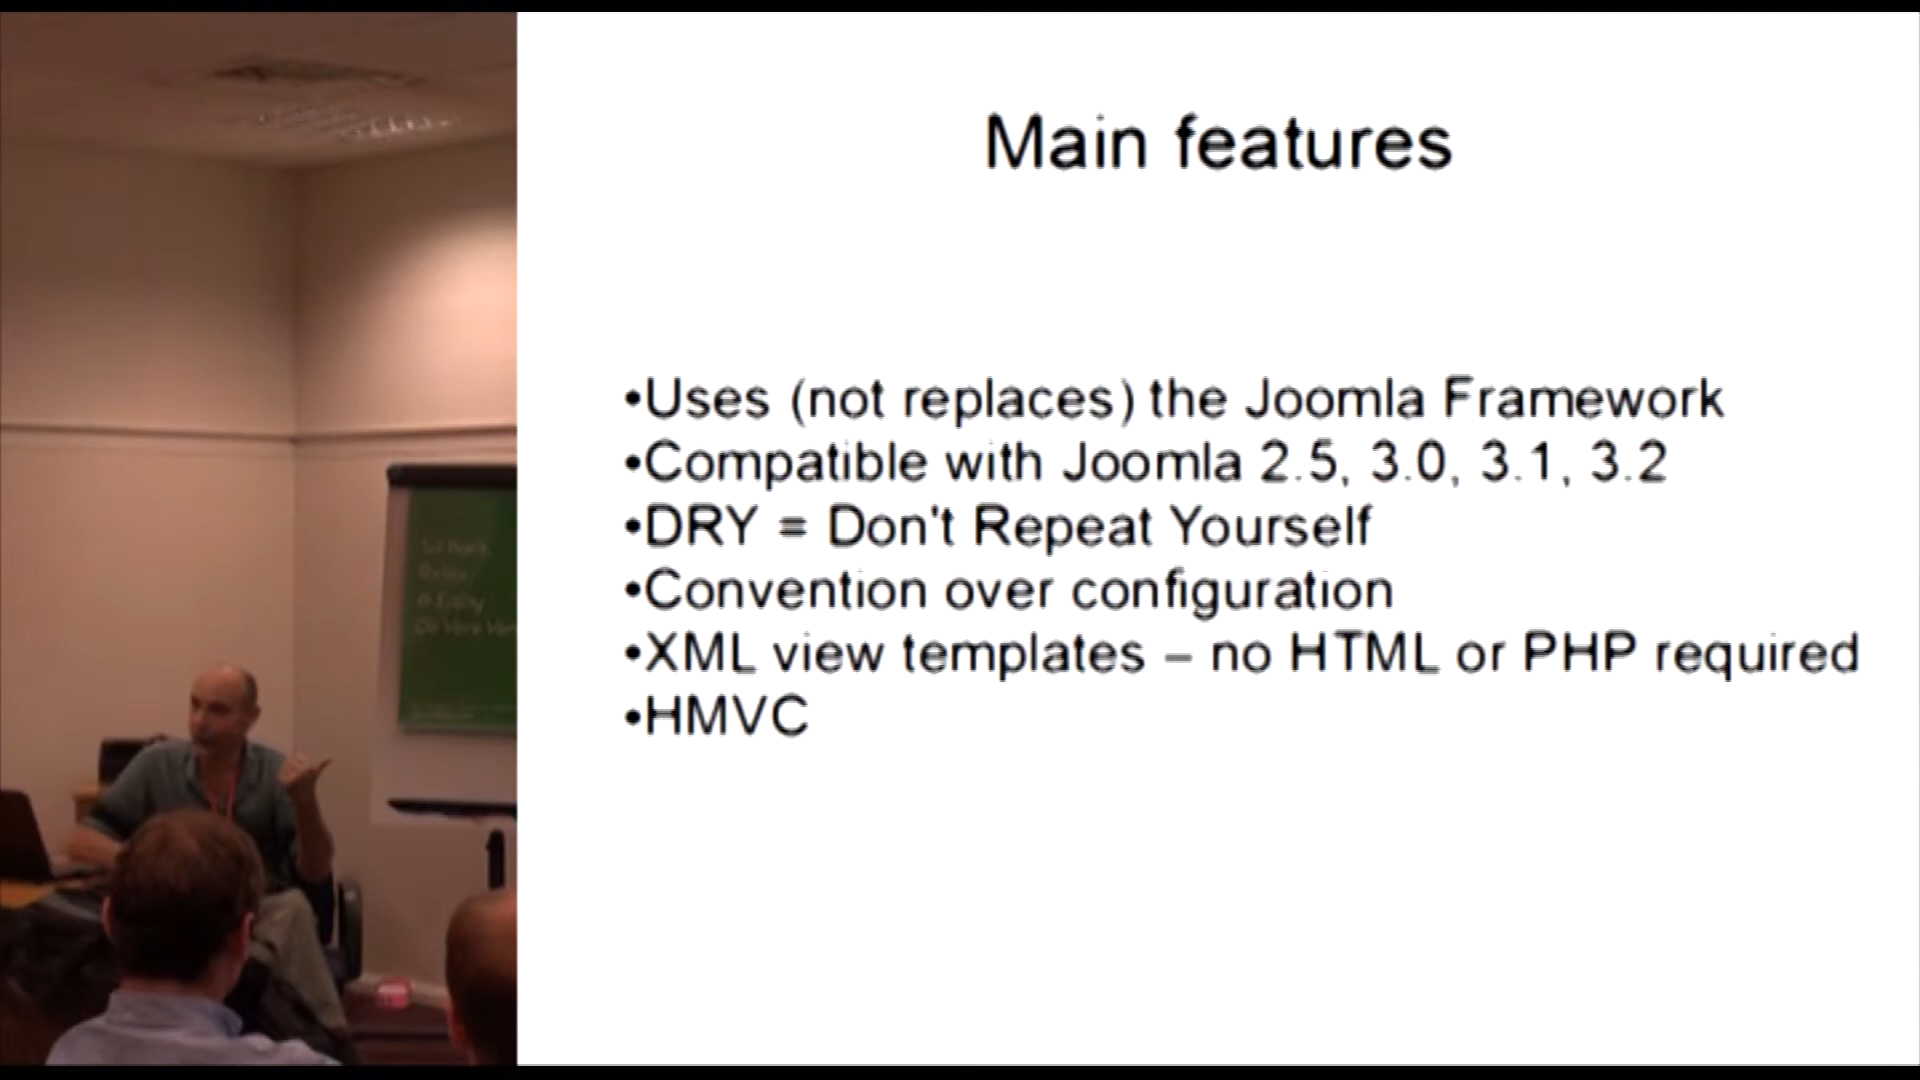 Main features
•Uses (not replaces) the Joomla Framework
•Compatible with Joomla 2.5, 3.0, 3.1, 3.2
•DRY = Don't Repeat Yourself
•Convention over configuration
•XML view templates – no HTML or PHP required
•HMVC